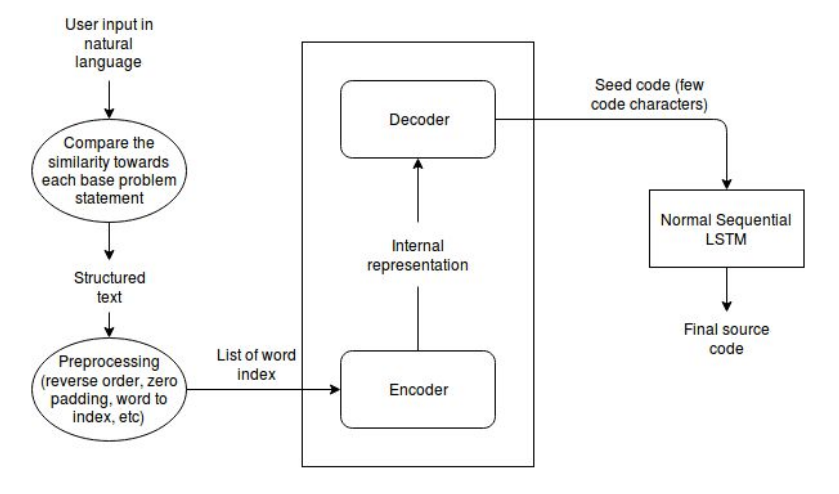 User input in
natural
language
Compare the
similarity towards
each base problem
statement
Structured
text
Preprocessing
(reverse order, zero
padding, word to
index, etc)
List of word
index
Encoder
Internal
representation
Decoder
Seed code (few
code characters)
Normal Sequential
LSTM
Final source
code